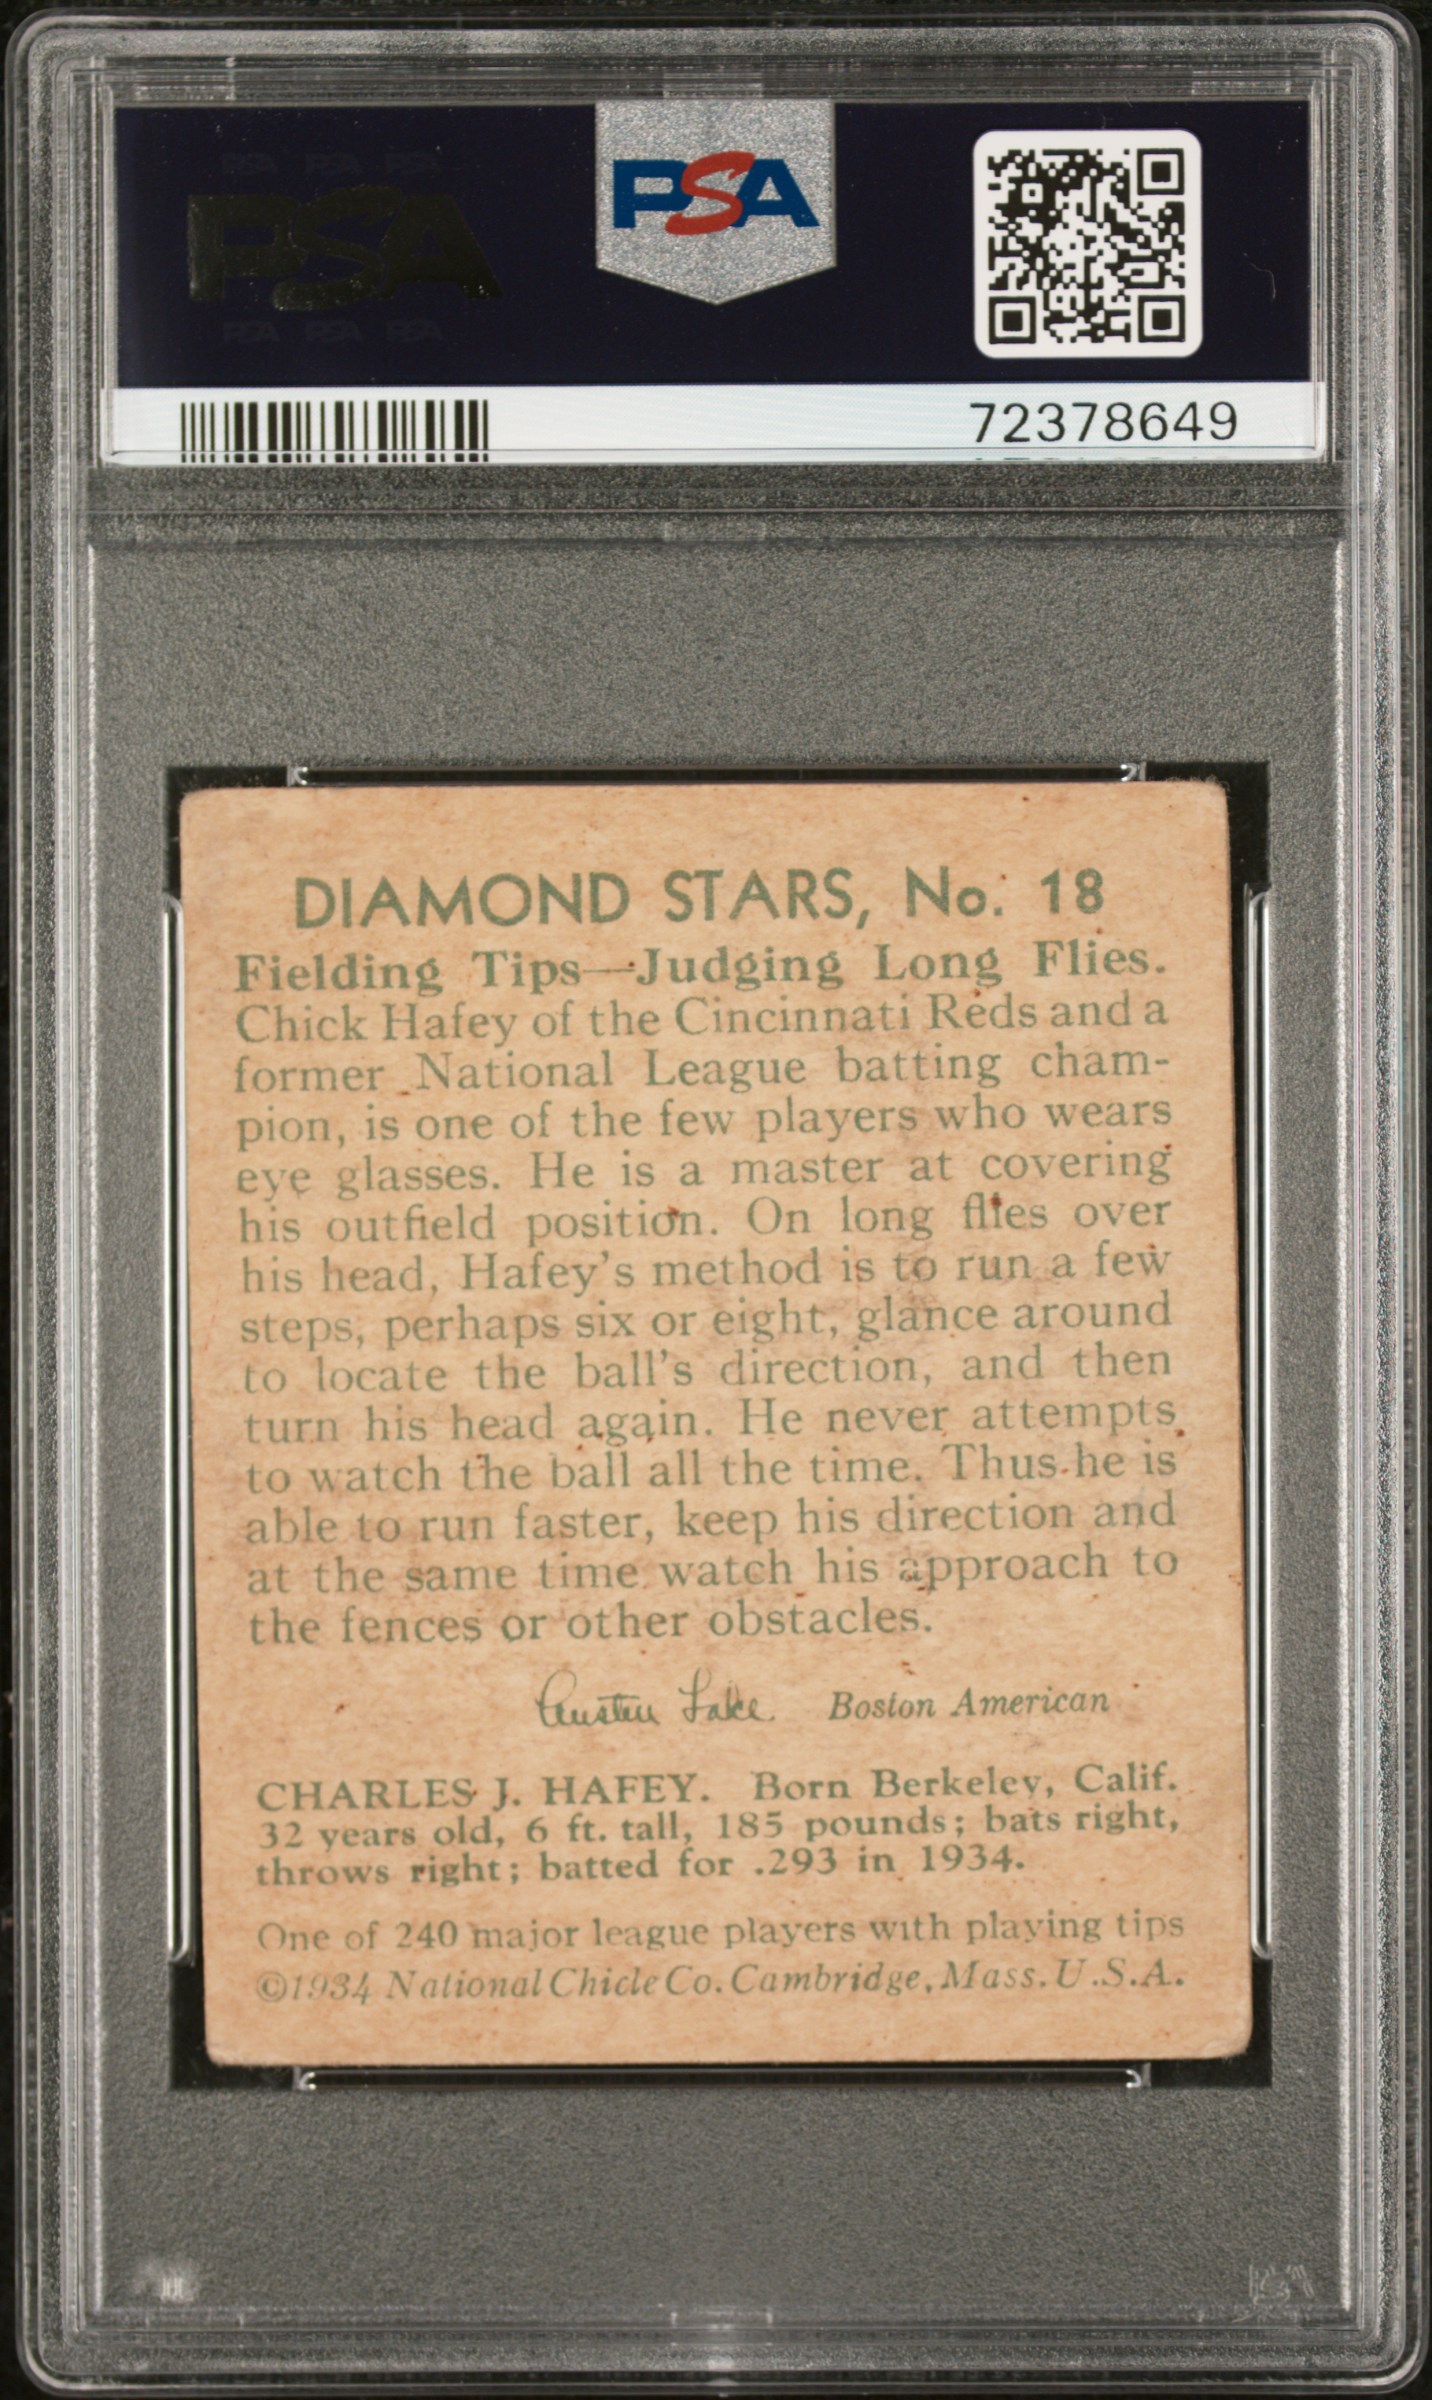 PSA PSA PSA
PSA
PSA PSA PSA
PSA
72378649
DIAMOND STARS, No. 18
Fielding Tips—Judging Long Flies.
Chick Hafey of the Cincinnati Reds and a
former National League batting cham-
pion, is one of the few players who wears
eye glasses. He is a master at covering
his outfield position. On long flies over
his head, Hafey's method is to run a few
steps, perhaps six or eight, glance around
to locate the ball's direction, and then
turn his head again. He never attempts
to watch the ball all the time. Thus he is
able to run faster, keep his direction and
at the same time watch his approach to
the fences or other obstacles.
Austen Lake Boston American
CHARLES J. HAFEY. Born Berkeley, Calif.
32 years old, 6 ft. tall, 185 pounds; bats right,
throws right; batted for .293 in 1934.
One of 240 major league players with playing tips
©1934 National Chicle Co. Cambridge, Mass. U.S.A.